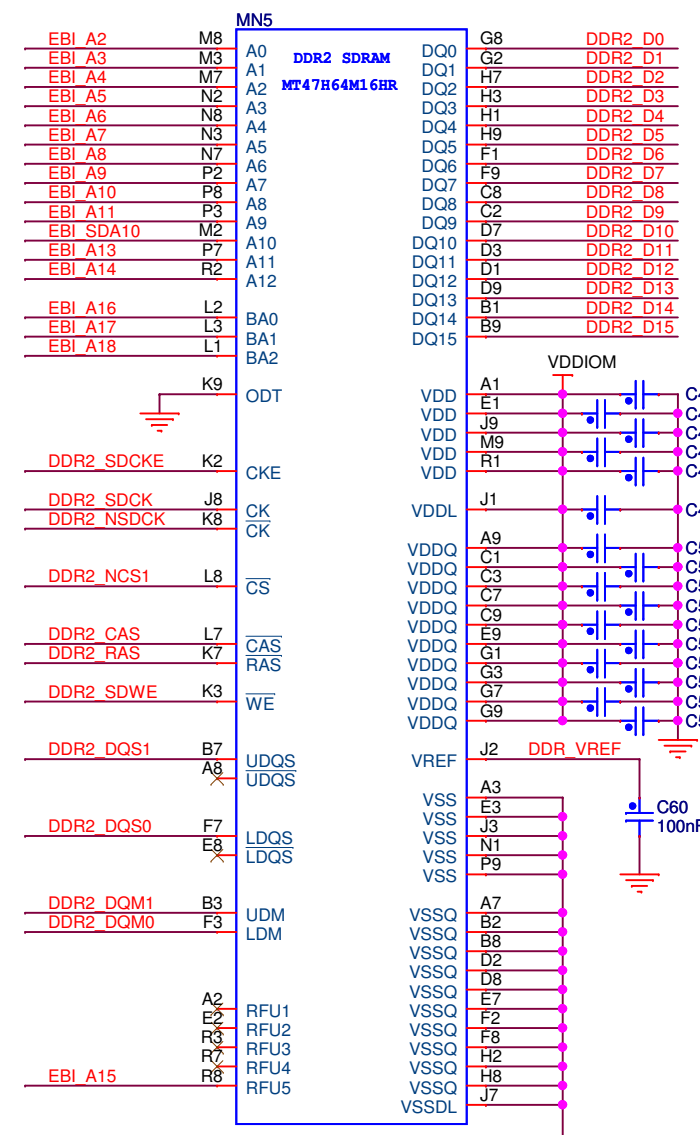 MN5
DDR2 SDRAM
MT47H64M16HR
EBI_A2 M8 A0 DQ0 G8 DDR2_D0
EBI_A3 M3 A1 DQ1 G2 DDR2_D1
EBI_A4 M7 A2 DQ2 H7 DDR2_D2
EBI_A5 N2 A3 DQ3 H3 DDR2_D3
EBI_A6 N8 A4 DQ4 H1 DDR2_D4
EBI_A7 N3 A5 DQ5 H9 DDR2_D5
EBI_A8 N7 A6 DQ6 F1 DDR2_D6
EBI_A9 P2 A7 DQ7 F9 DDR2_D7
EBI_A10 P8 A8 DQ8 C8 DDR2_D8
EBI_A11 P3 A9 DQ9 C2 DDR2_D9
EBI_SDA10 M2 A10 DQ10 D7 DDR2_D10
EBI_A13 P7 A11 DQ11 D3 DDR2_D11
EBI_A14 R2 A12 DQ12 D1 DDR2_D12
DQ13 D9 DDR2_D13
EBI_A16 L2 BA0 DQ14 B1 DDR2_D14
EBI_A17 L3 BA1 DQ15 B9 DDR2_D15
EBI_A18 L1 BA2
VDDIOM
K9 ODT VDD A1
VDD E1
VDD J9
VDD M9
DDR2_SDCKE K2 CKE VDD R1
DDR2_SDCK J8 CK VDDL J1
DDR2_NSDCK K8 CK
VDDQ A9
VDDQ C1
DDR2_NCS1 L8 CS VDDQ C3
VDDQ C7
VDDQ C9
DDR2_CAS L7 CAS VDDQ E9
DDR2_RAS K7 RAS VDDQ G1
VDDQ G3
DDR2_SDWE K3 WE VDDQ G7
VDDQ G9
DDR2_DQS1 B7 UDQS VREF J2 DDR_VREF
A8 UDQS
VSS A3
VSS E3
DDR2_DQS0 F7 LDQS VSS J3
E8 LDQS VSS N1
VSS P9
C60
100nF
DDR2_DQM1 B3 UDM VSSQ A7
DDR2_DQM0 F3 LDM VSSQ B2
VSSQ B8
VSSQ D2
VSSQ D8
A2 RFU1 VSSQ E7
E2 RFU2 VSSQ F2
R3 RFU3 VSSQ F8
R7 RFU4 VSSQ H2
EBI_A15 R8 RFU5 VSSQ H8
VSSDL J7